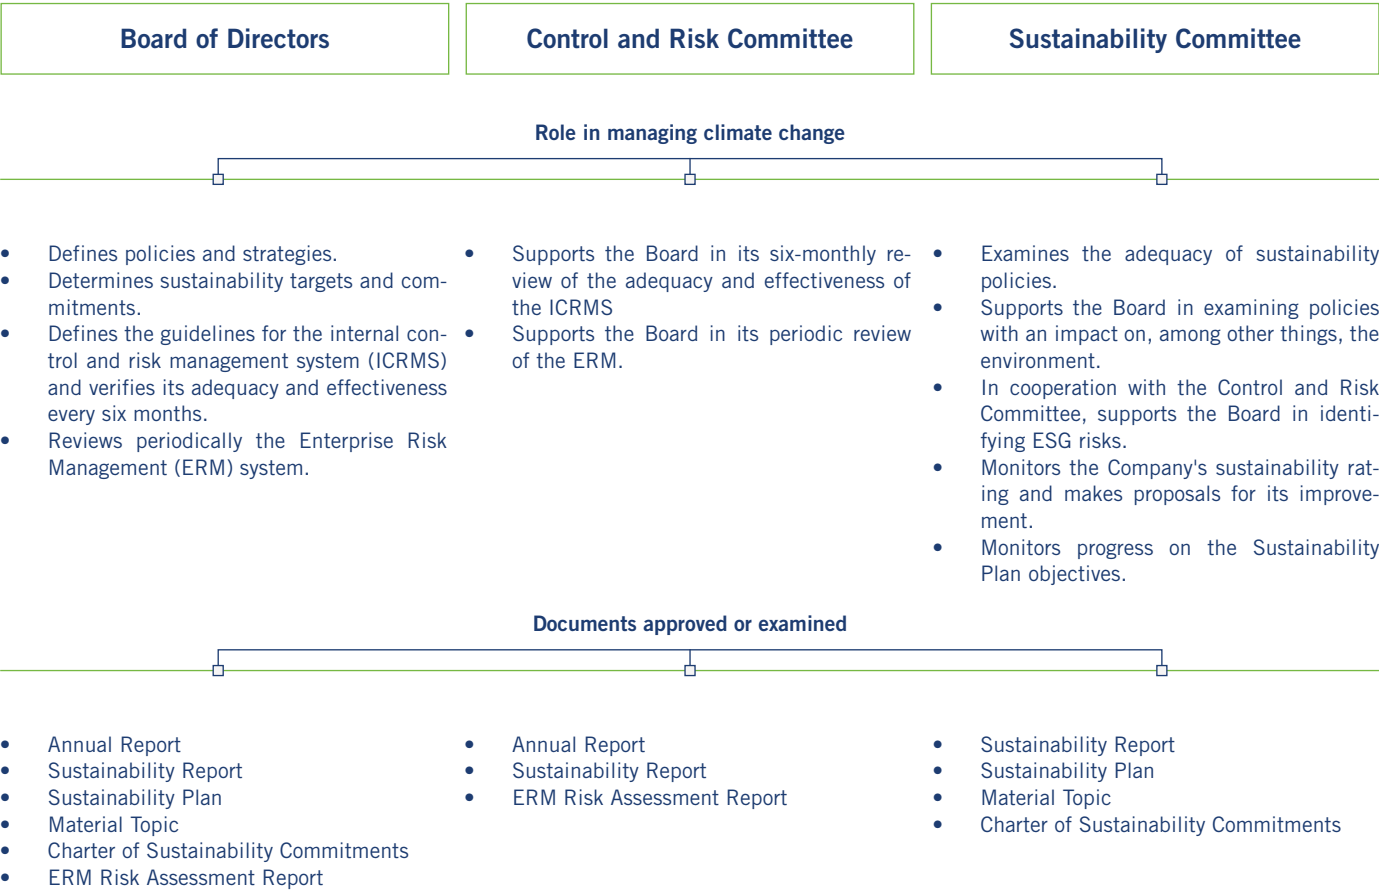 Board of Directors
Control and Risk Committee
Sustainability Committee
Role in managing climate change
• Defines policies and strategies.
• Determines sustainability targets and com-
mitments.
• Defines the guidelines for the internal con-
trol and risk management system (ICRMS)
and verifies its adequacy and effectiveness
every six months.
• Reviews periodically the Enterprise Risk
Management (ERM) system.
• Supports the Board in its six-monthly re-
view of the adequacy and effectiveness of
the ICRMS
• Supports the Board in its periodic review
of the ERM.
• Examines the adequacy of sustainability
policies.
• Supports the Board in examining policies
with an impact on, among other things, the
environment.
• In cooperation with the Control and Risk
Committee, supports the Board in identi-
fying ESG risks.
• Monitors the Company's sustainability rat-
ing and makes proposals for its improve-
ment.
• Monitors progress on the Sustainability
Plan objectives.
Documents approved or examined
• Annual Report
• Sustainability Report
• Sustainability Plan
• Material Topic
• Charter of Sustainability Commitments
• ERM Risk Assessment Report
• Annual Report
• Sustainability Report
• ERM Risk Assessment Report
• Sustainability Report
• Sustainability Plan
• Material Topic
• Charter of Sustainability Commitments